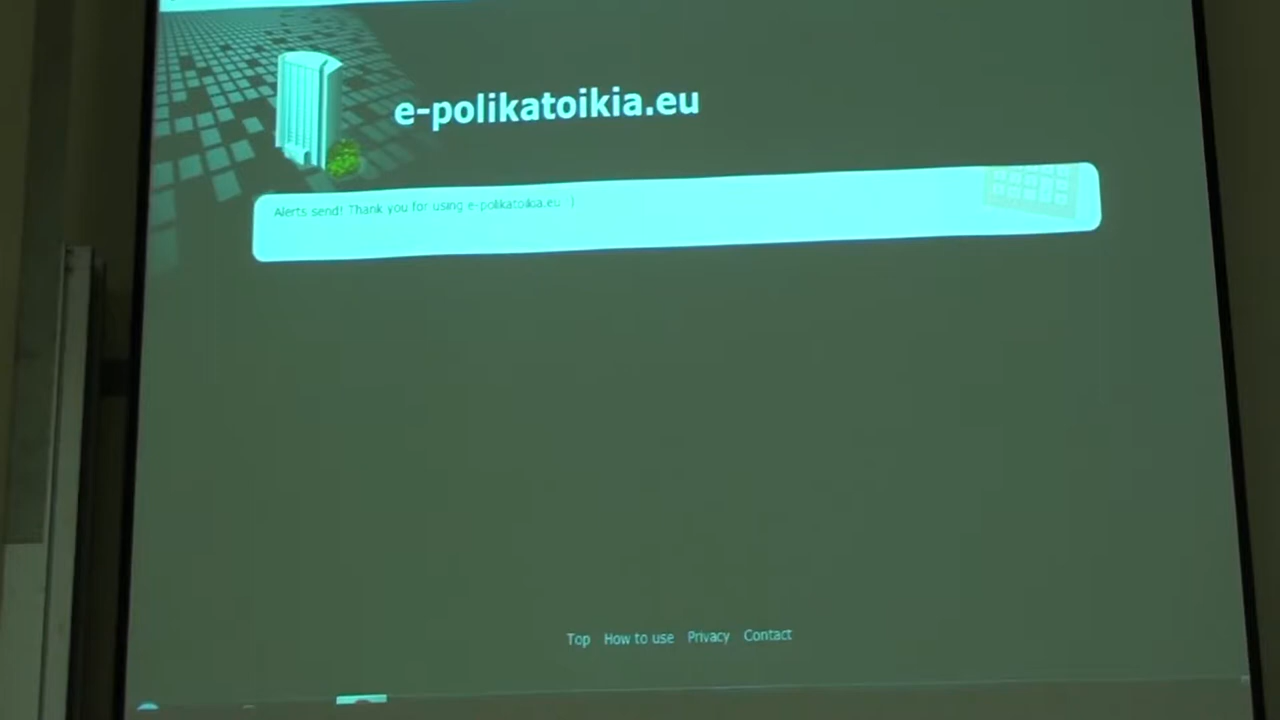 e-polikatoikia.eu
Alerts send! Thank you for using e-polikatoikia.eu :)
Top How to use Privacy Contact